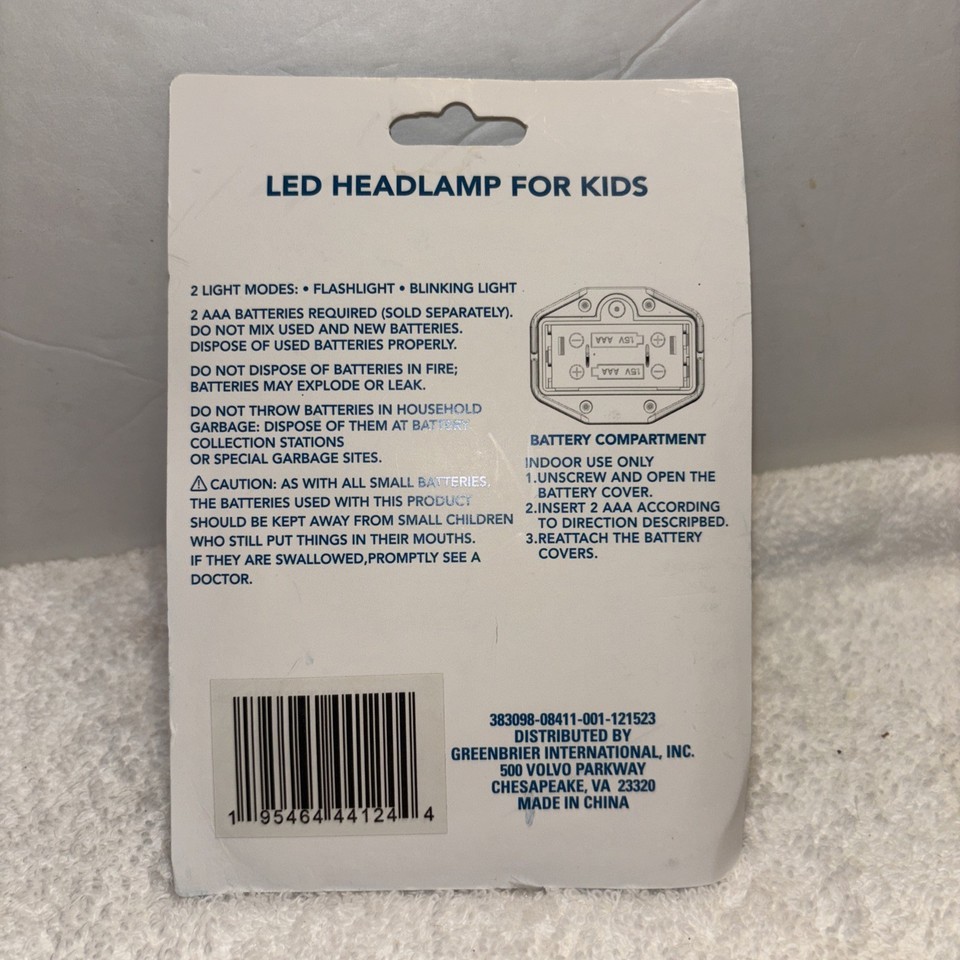 LED HEADLAMP FOR KIDS
2 LIGHT MODES: • FLASHLIGHT • BLINKING LIGHT
2 AAA BATTERIES REQUIRED (SOLD SEPARATELY).
DO NOT MIX USED AND NEW BATTERIES.
DISPOSE OF USED BATTERIES PROPERLY.
DO NOT DISPOSE OF BATTERIES IN FIRE;
BATTERIES MAY EXPLODE OR LEAK.
DO NOT THROW BATTERIES IN HOUSEHOLD
GARBAGE: DISPOSE OF THEM AT BATTERY
COLLECTION STATIONS
OR SPECIAL GARBAGE SITES.
⚠ CAUTION: AS WITH ALL SMALL BATTERIES,
THE BATTERIES USED WITH THIS PRODUCT
SHOULD BE KEPT AWAY FROM SMALL CHILDREN
WHO STILL PUT THINGS IN THEIR MOUTHS.
IF THEY ARE SWALLOWED,PROMPTLY SEE A
DOCTOR.
1.5V AAA
1.5V AAA
BATTERY COMPARTMENT
INDOOR USE ONLY
1.UNSCREW AND OPEN THE
BATTERY COVER.
2.INSERT 2 AAA ACCORDING
TO DIRECTION DESCRIPBED.
3.REATTACH THE BATTERY
COVERS.
1 95464 44124 4
383098-08411-001-121523
DISTRIBUTED BY
GREENBRIER INTERNATIONAL, INC.
500 VOLVO PARKWAY
CHESAPEAKE, VA 23320
MADE IN CHINA